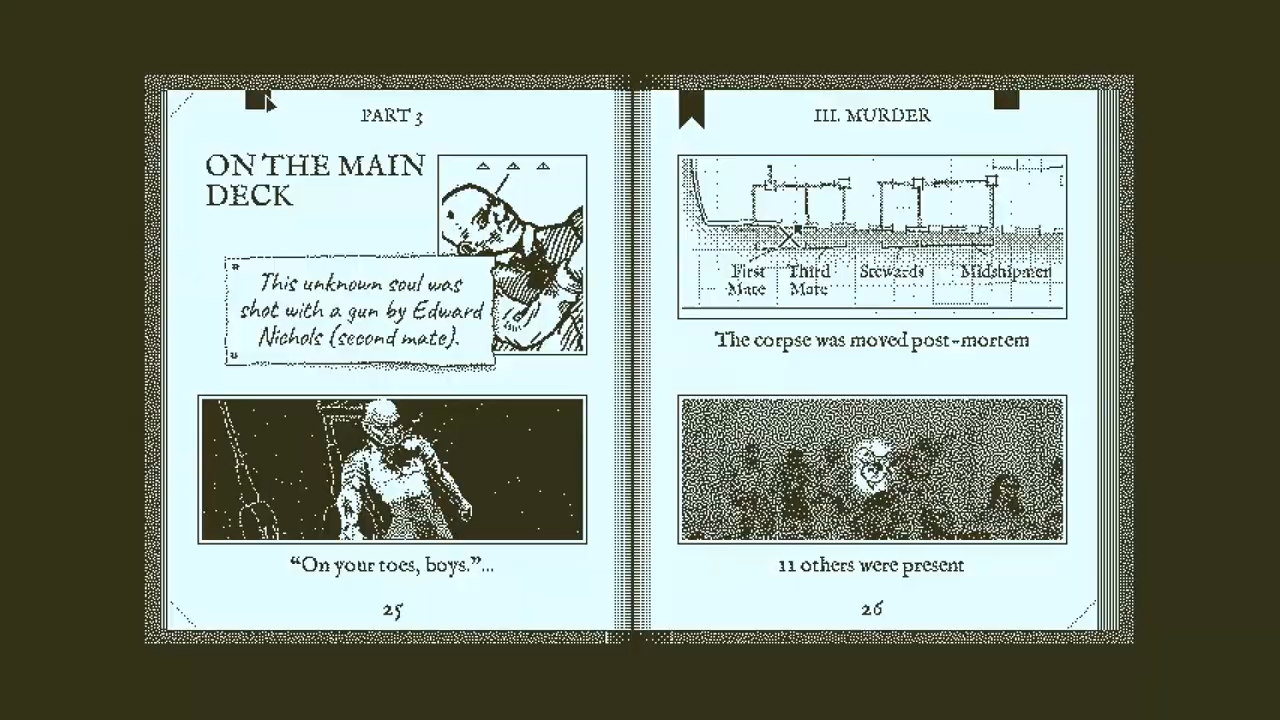 PART 3
ON THE MAIN
DECK
This unknown soul was
shot with a gun by Edward
Nichols (second mate).
“On your toes, boys.”...
25
III. MURDER
First
Mate
Third
Mate
Stewards
Midshipmen
The corpse was moved post-mortem
11 others were present
26